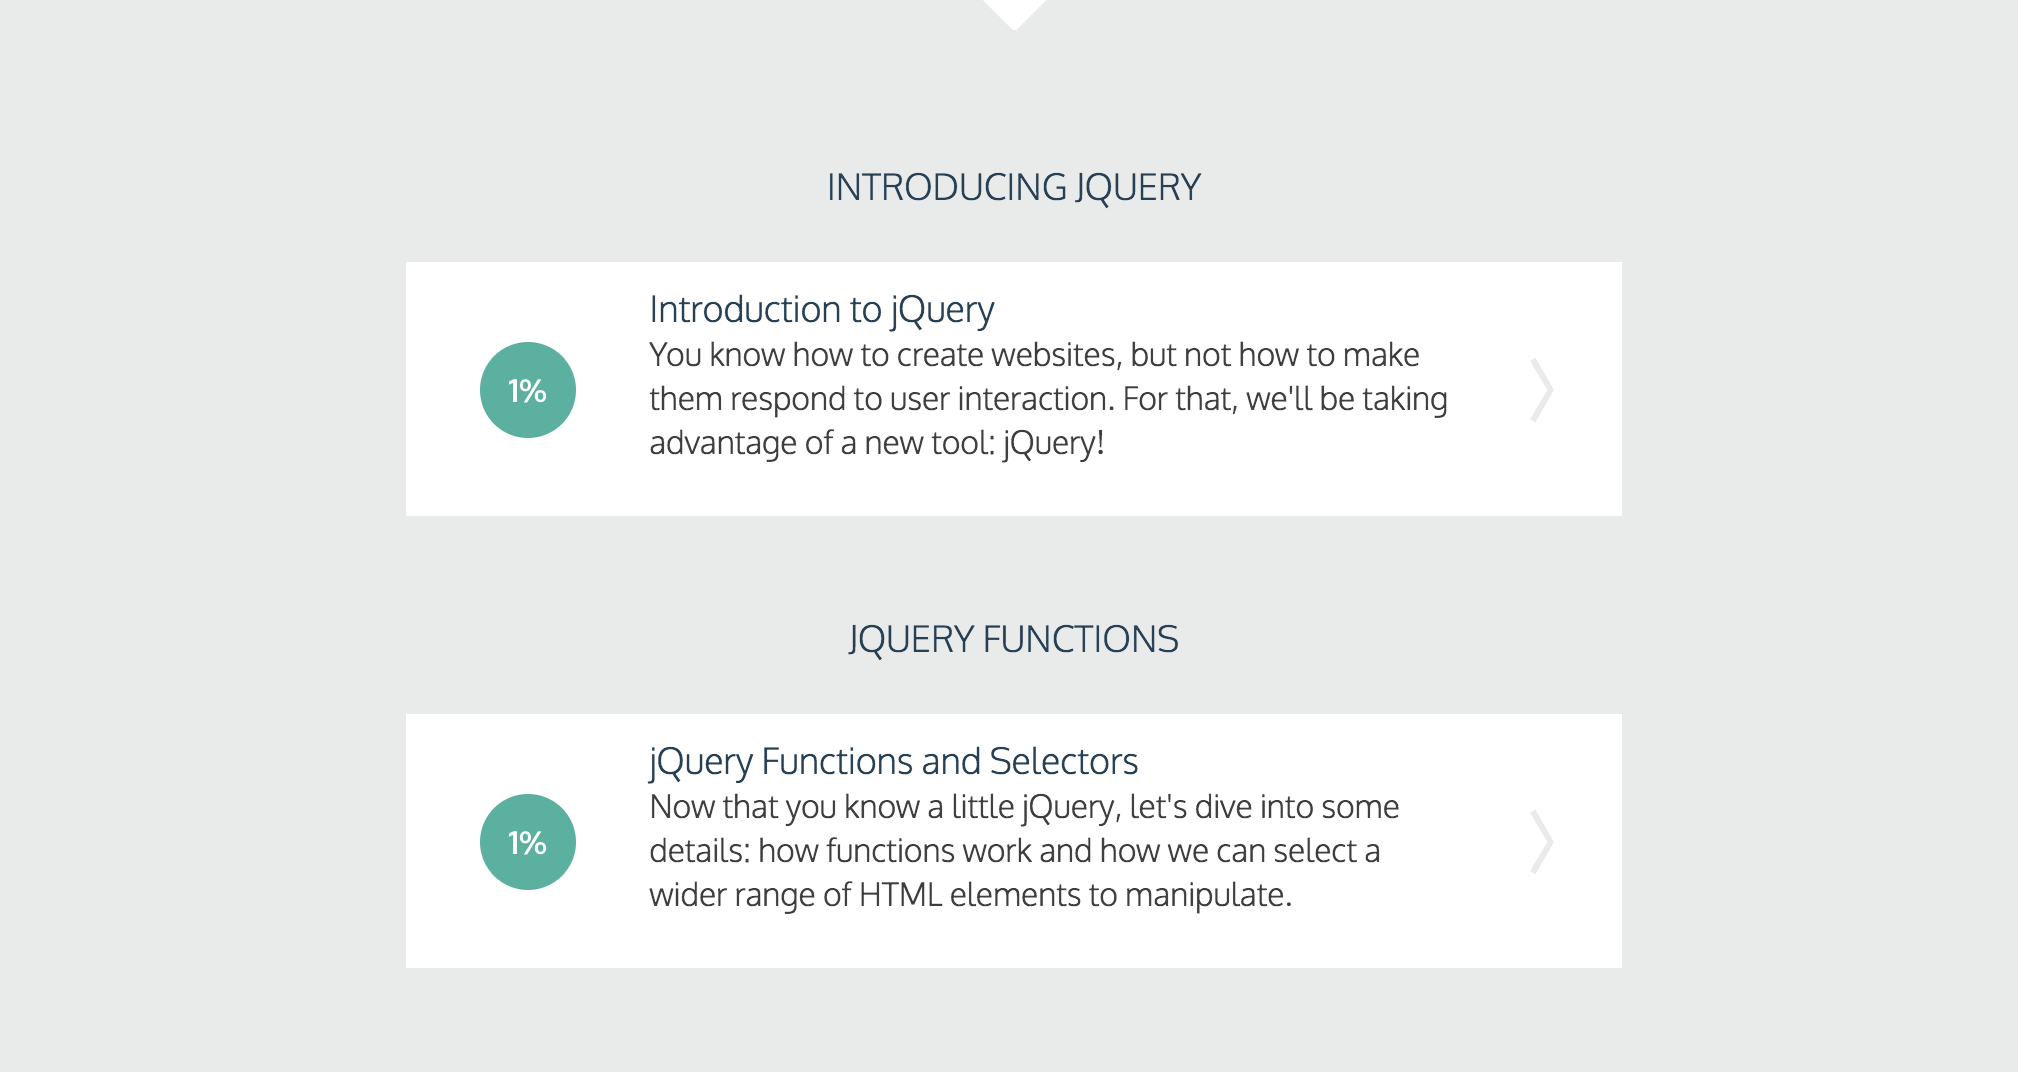 INTRODUCING JQUERY
Introduction to jQuery
You know how to create websites, but not how to make
1%
them respond to user interaction. For that, we'll be taking
advantage of a new tool: jQuery!
JQUERY FUNCTIONS
jQuery Functions and Selectors
Now that you know a little jQuery, let's dive into some
1%
details: how functions work and how we can select a
wider range of HTML elements to manipulate.